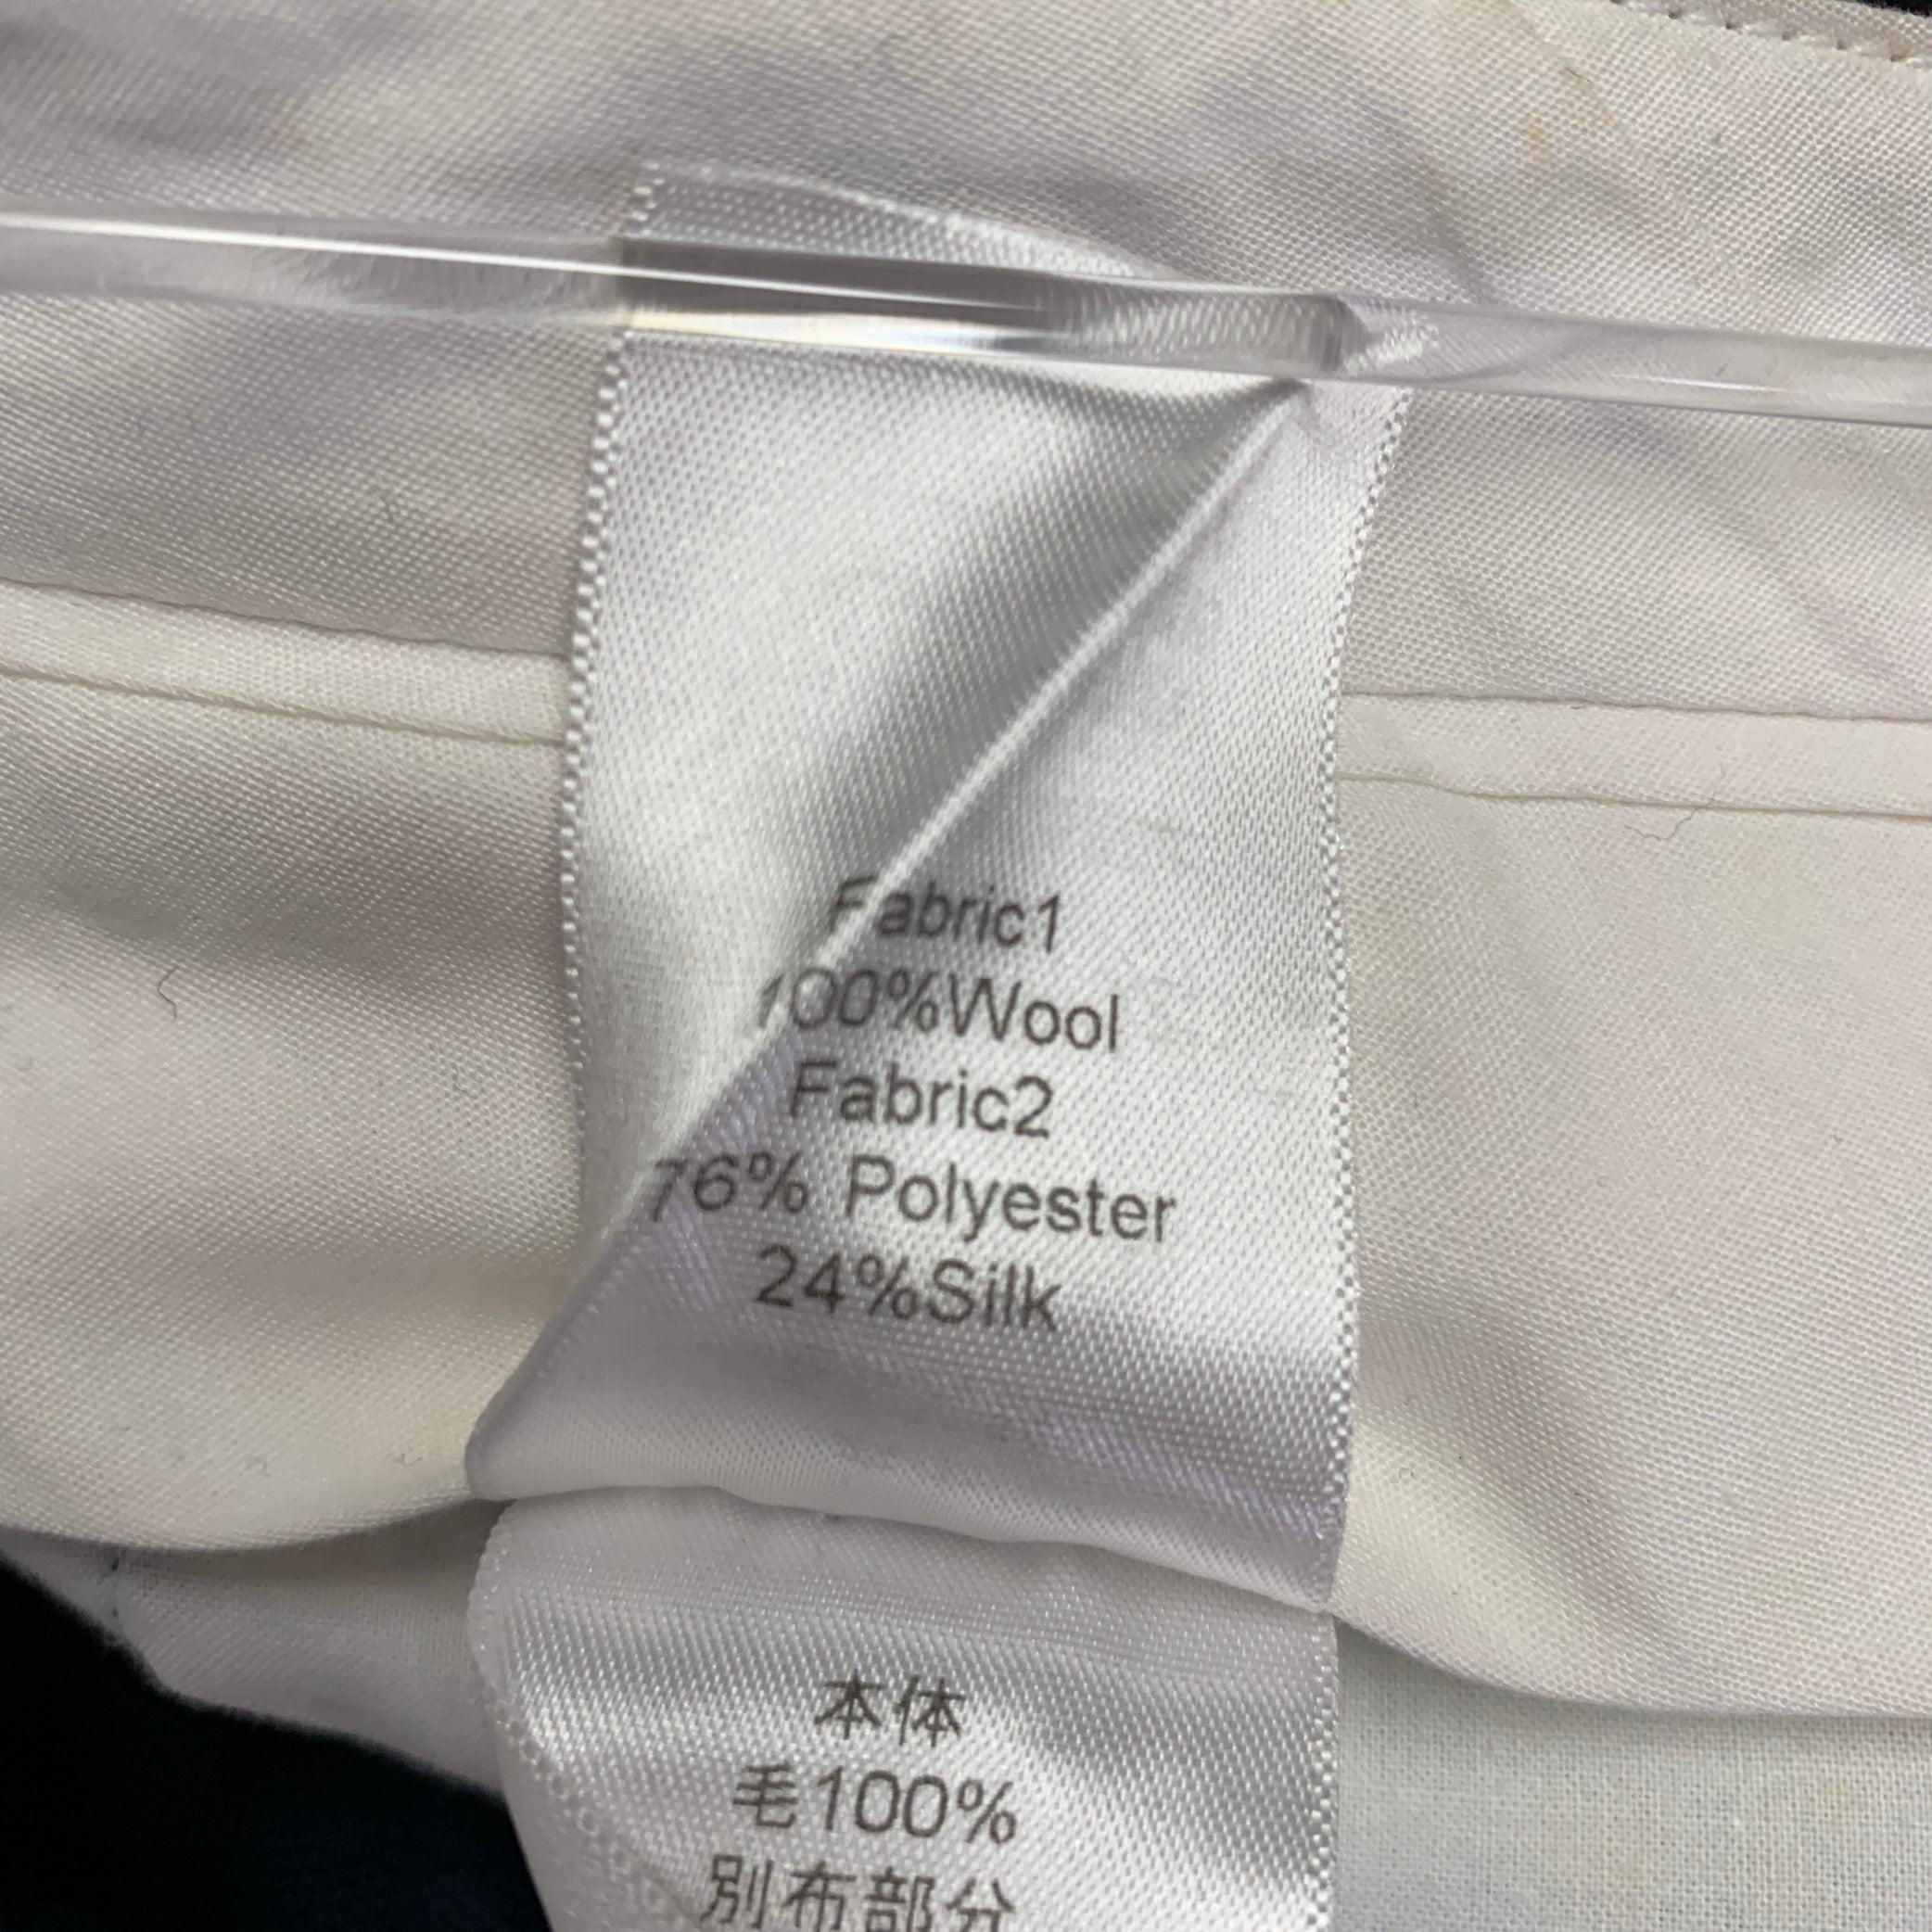 Fabric1
100%Wool
Fabric2
76% Polyester
24%Silk
本体
毛100%
別布部分